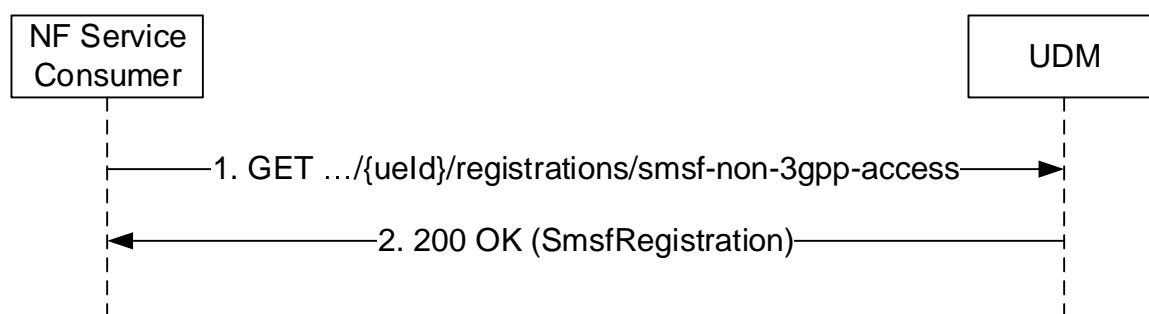 NF Service
Consumer
UDM
1. GET …/{ueId}/registrations/smsf-non-3gpp-access
2. 200 OK (SmsfRegistration)